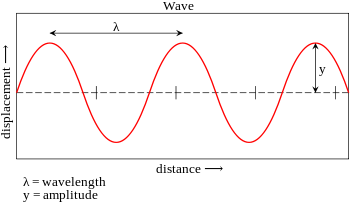 Wave
λ
y
displacement ⟶
distance ⟶
λ = wavelength
y = amplitude